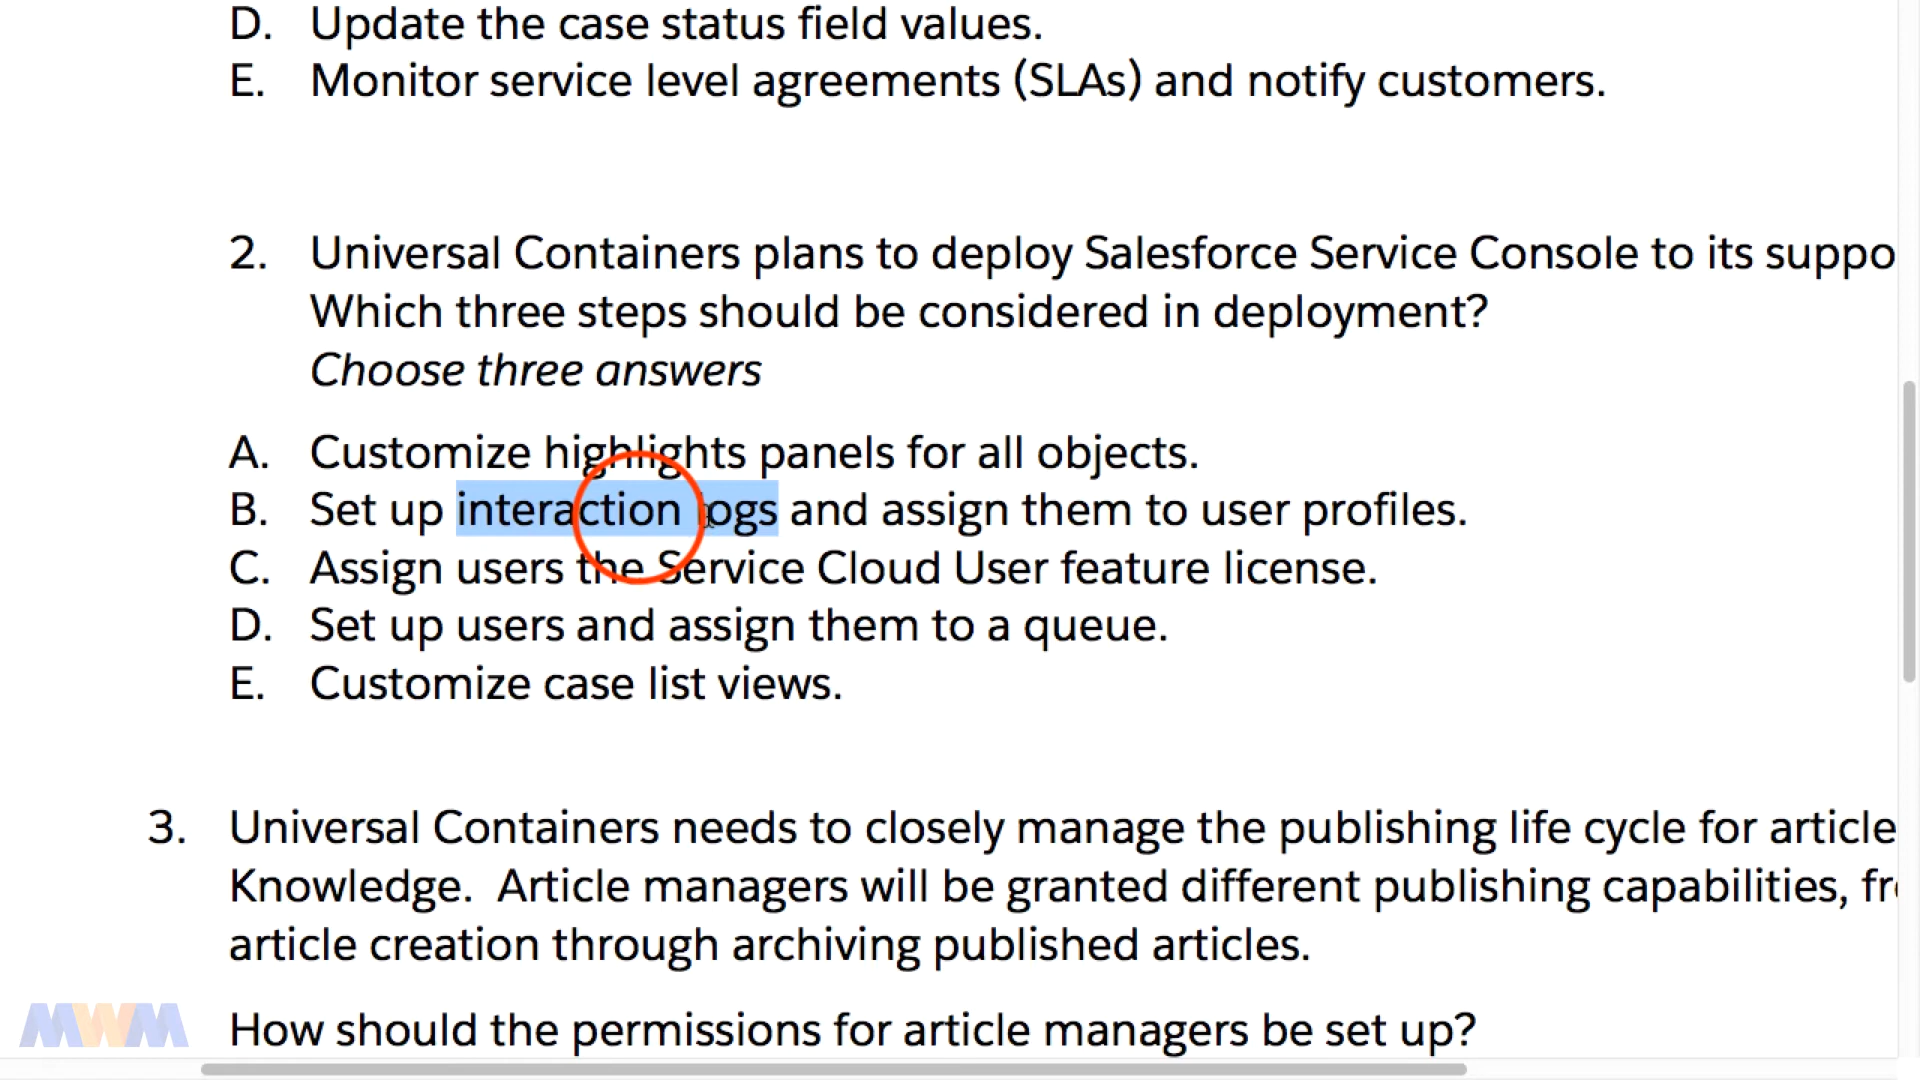 D. Update the case status field values.
E. Monitor service level agreements (SLAs) and notify customers.
2. Universal Containers plans to deploy Salesforce Service Console to its suppo
Which three steps should be considered in deployment?
Choose three answers
A. Customize highlights panels for all objects.
B. Set up interaction logs and assign them to user profiles.
C. Assign users the Service Cloud User feature license.
D. Set up users and assign them to a queue.
E. Customize case list views.
3. Universal Containers needs to closely manage the publishing life cycle for article
Knowledge. Article managers will be granted different publishing capabilities, fr
article creation through archiving published articles.
How should the permissions for article managers be set up?
MWM